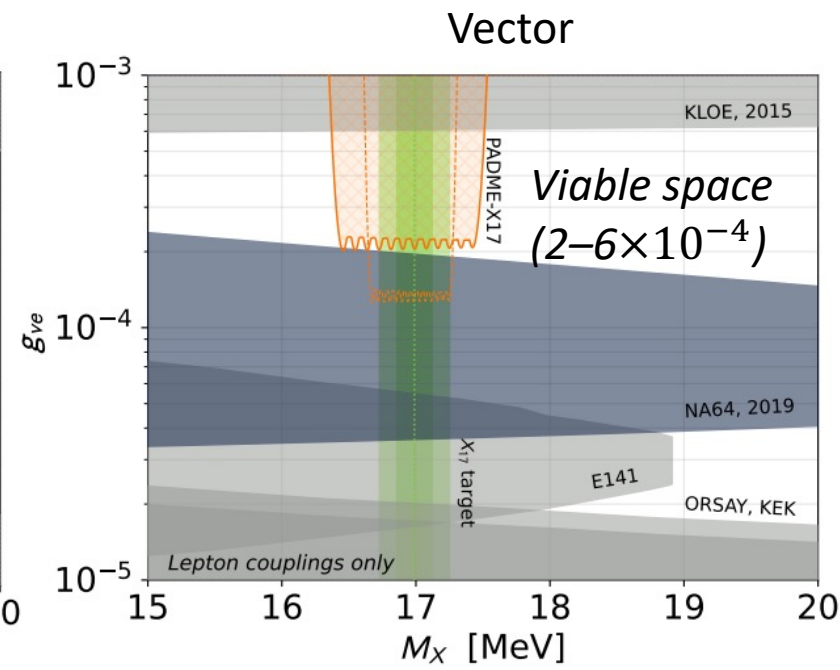 Vector
10⁻³
KLOE, 2015
PADME-X17
Viable space
(2–6×10⁻⁴)
g_ve
10⁻⁴
NA64, 2019
X₁₇ target
E141
ORSAY, KEK
Lepton couplings only
10⁻⁵
0
15 16 17 18 19 20
M_X [MeV]